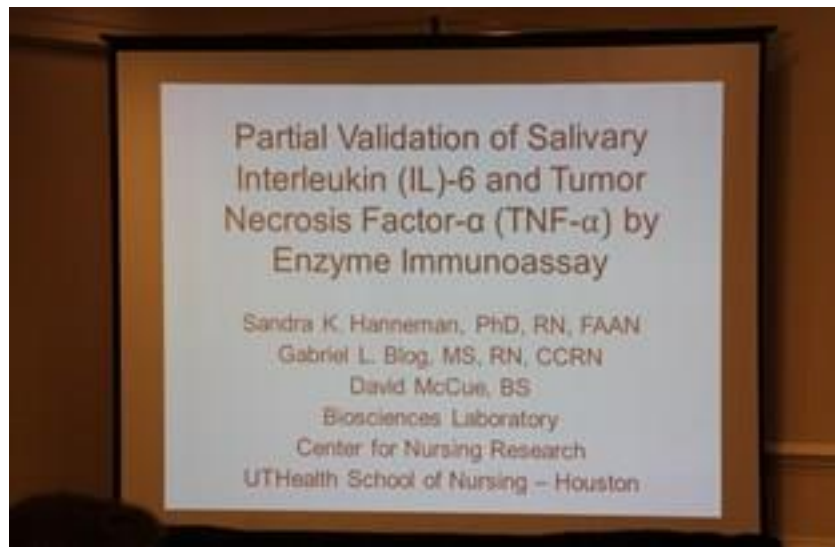 Partial Validation of Salivary
Interleukin (IL)-6 and Tumor
Necrosis Factor-α (TNF-α) by
Enzyme Immunoassay
Sandra K. Hanneman, PhD, RN, FAAN
Gabriel L. Blog, MS, RN, CCRN
David McCue, BS
Biosciences Laboratory
Center for Nursing Research
UTHealth School of Nursing – Houston